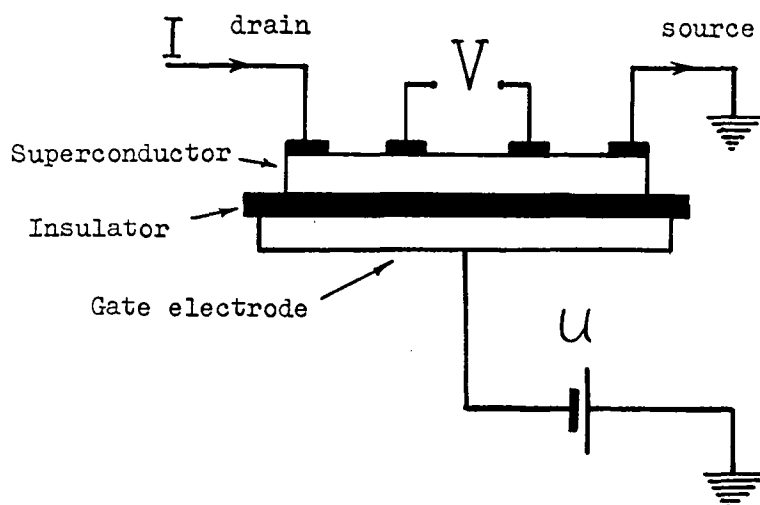 I drain
V
source
Superconductor
Insulator
Gate electrode
U